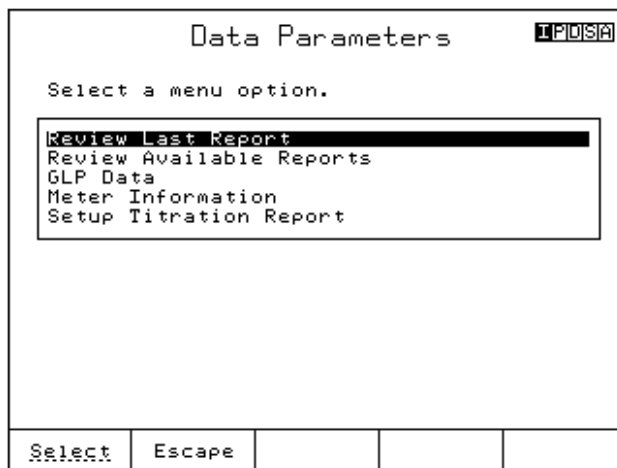 Data Parameters IPDSA
Select a menu option.
Review Last Report
Review Available Reports
GLP Data
Meter Information
Setup Titration Report
Select Escape